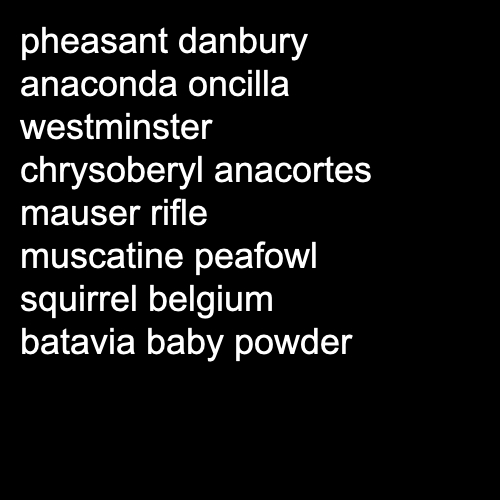 pheasant danbury
anaconda oncilla
westminster
chrysoberyl anacortes
mauser rifle
muscatine peafowl
squirrel belgium
batavia baby powder